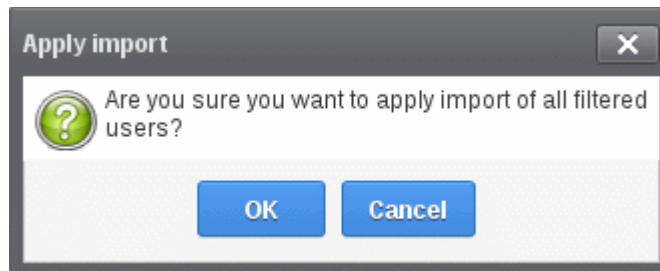 Apply import
Are you sure you want to apply import of all filtered
users?
OK
Cancel